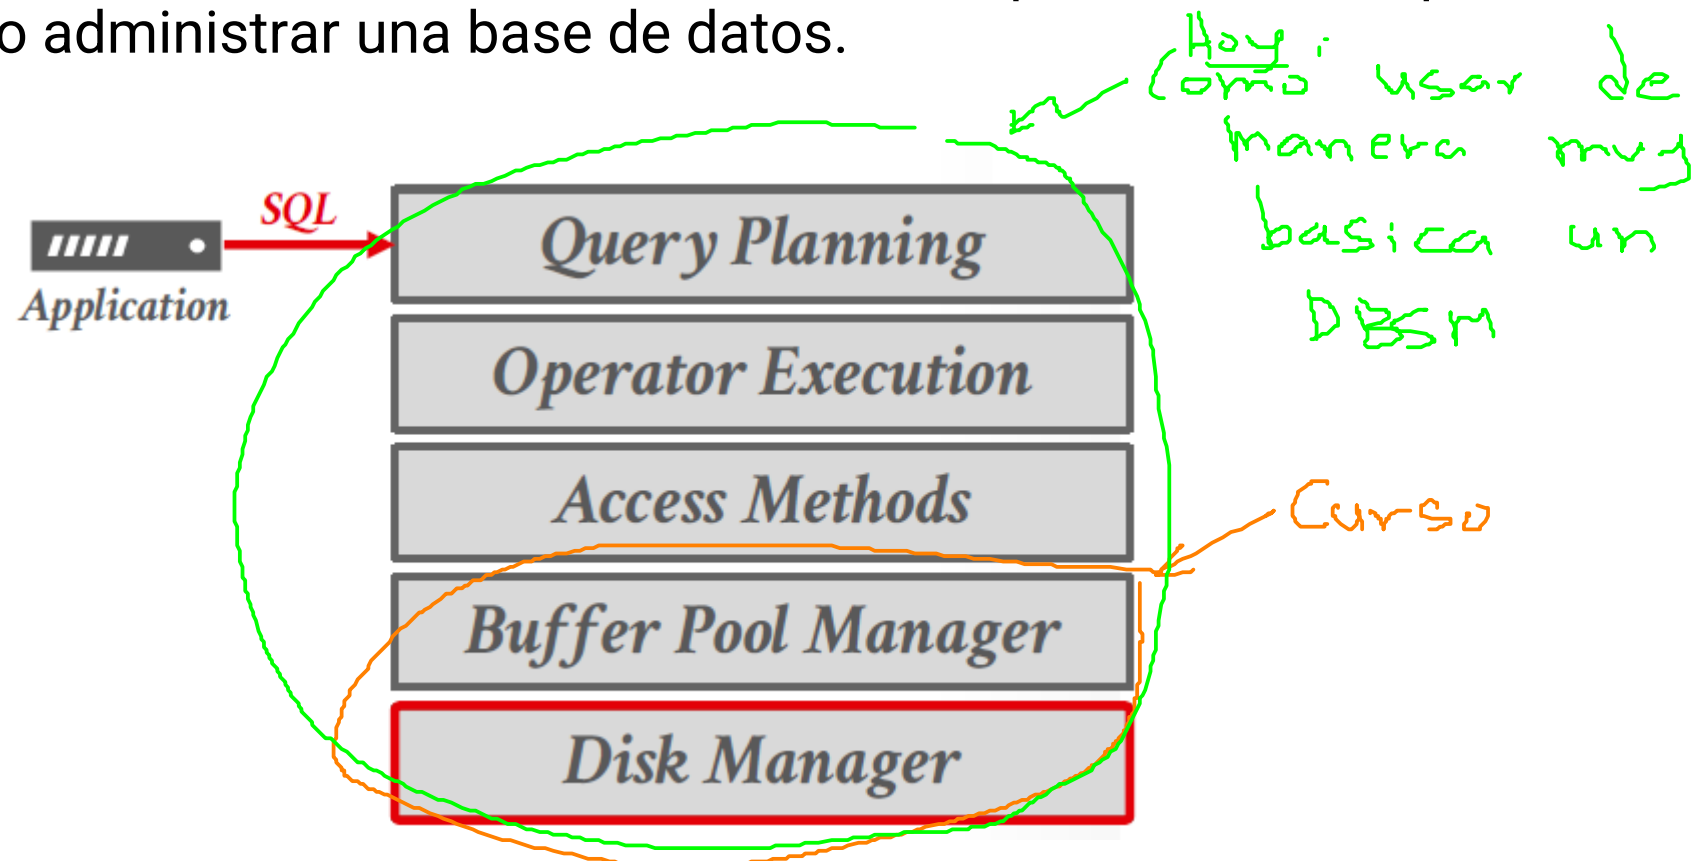 o administrar una base de datos.
Hoy:
Como usar de
manera muy
basica un
DBSM
SQL
Application
Query Planning
Operator Execution
Access Methods
Curso
Buffer Pool Manager
Disk Manager